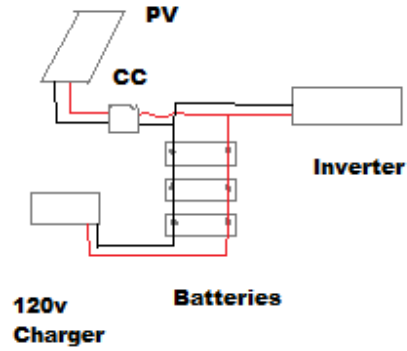 PV
CC
Inverter
Batteries
120v
Charger